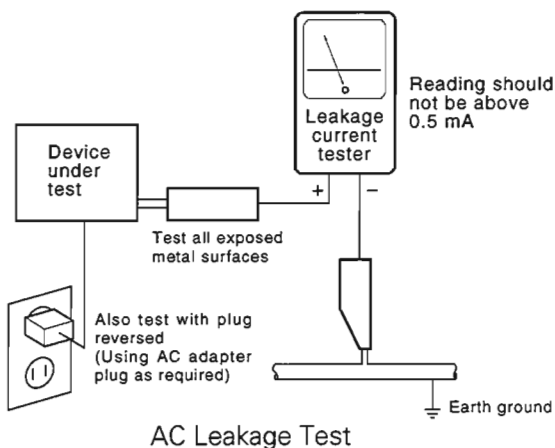 Device
under
test
Leakage
current
tester
Reading should
not be above
0.5 mA
+
−
Test all exposed
metal surfaces
Also test with plug
reversed
(Using AC adapter
plug as required)
Earth ground
AC Leakage Test